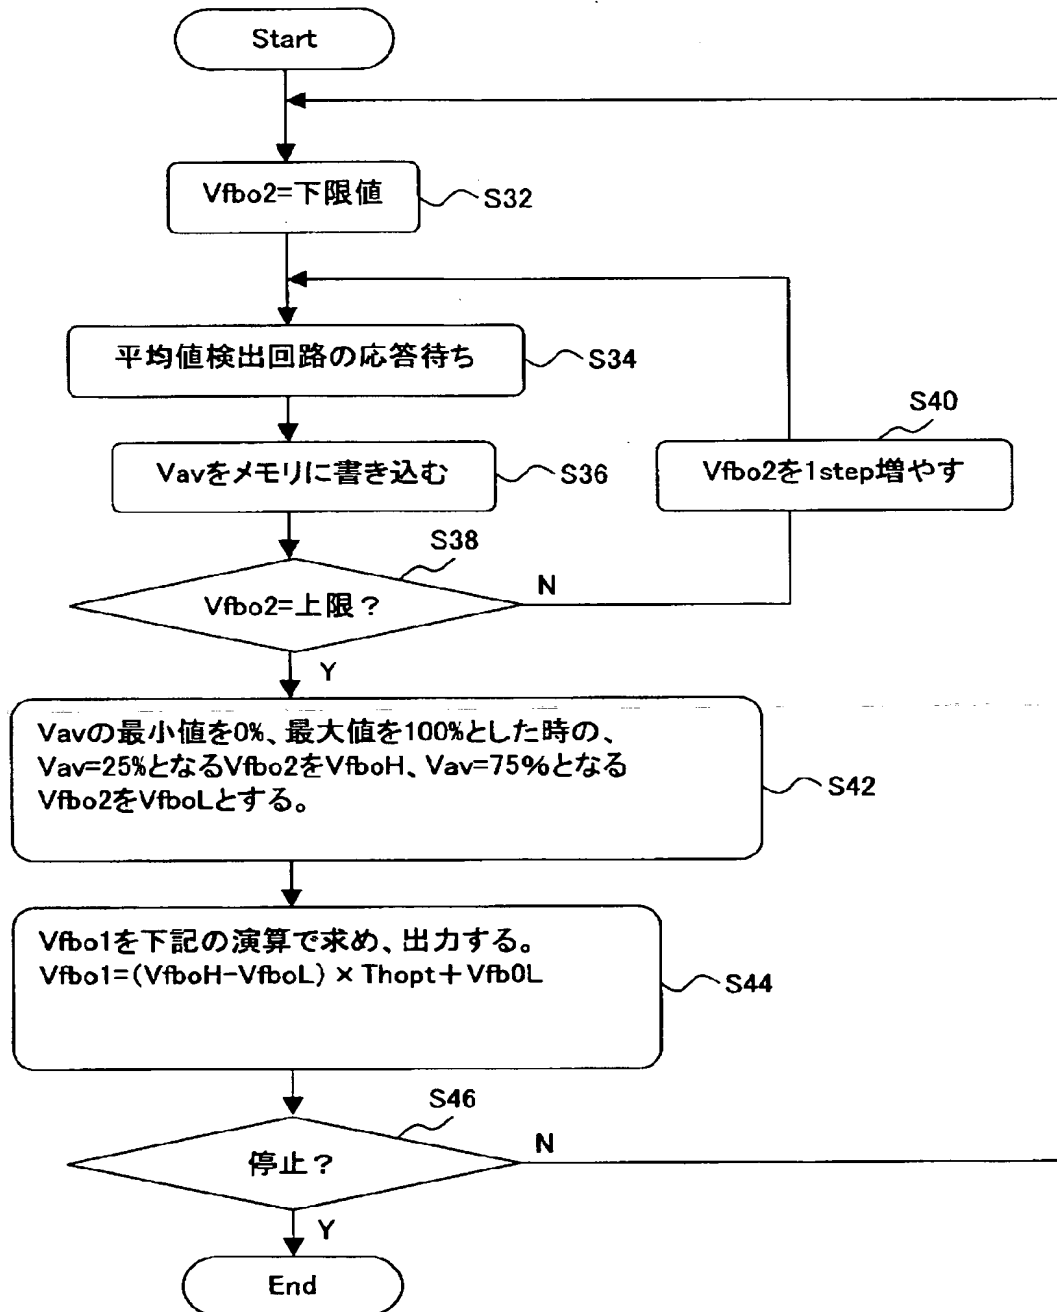 Start
Vfbo2=下限値
S32
平均値検出回路の応答待ち
S34
S40
Vavをメモリに書き込む
S36
Vfbo2を1step増やす
S38
Vfbo2=上限?
N
Y
Vavの最小値を0%、最大値を100%とした時の、
Vav=25%となるVfbo2をVfboH、Vav=75%となる
Vfbo2をVfboLとする。
S42
Vfbo1を下記の演算で求め、出力する。
Vfbo1=(VfboH-VfboL)×Thopt+Vfb0L
S44
S46
停止?
N
Y
End